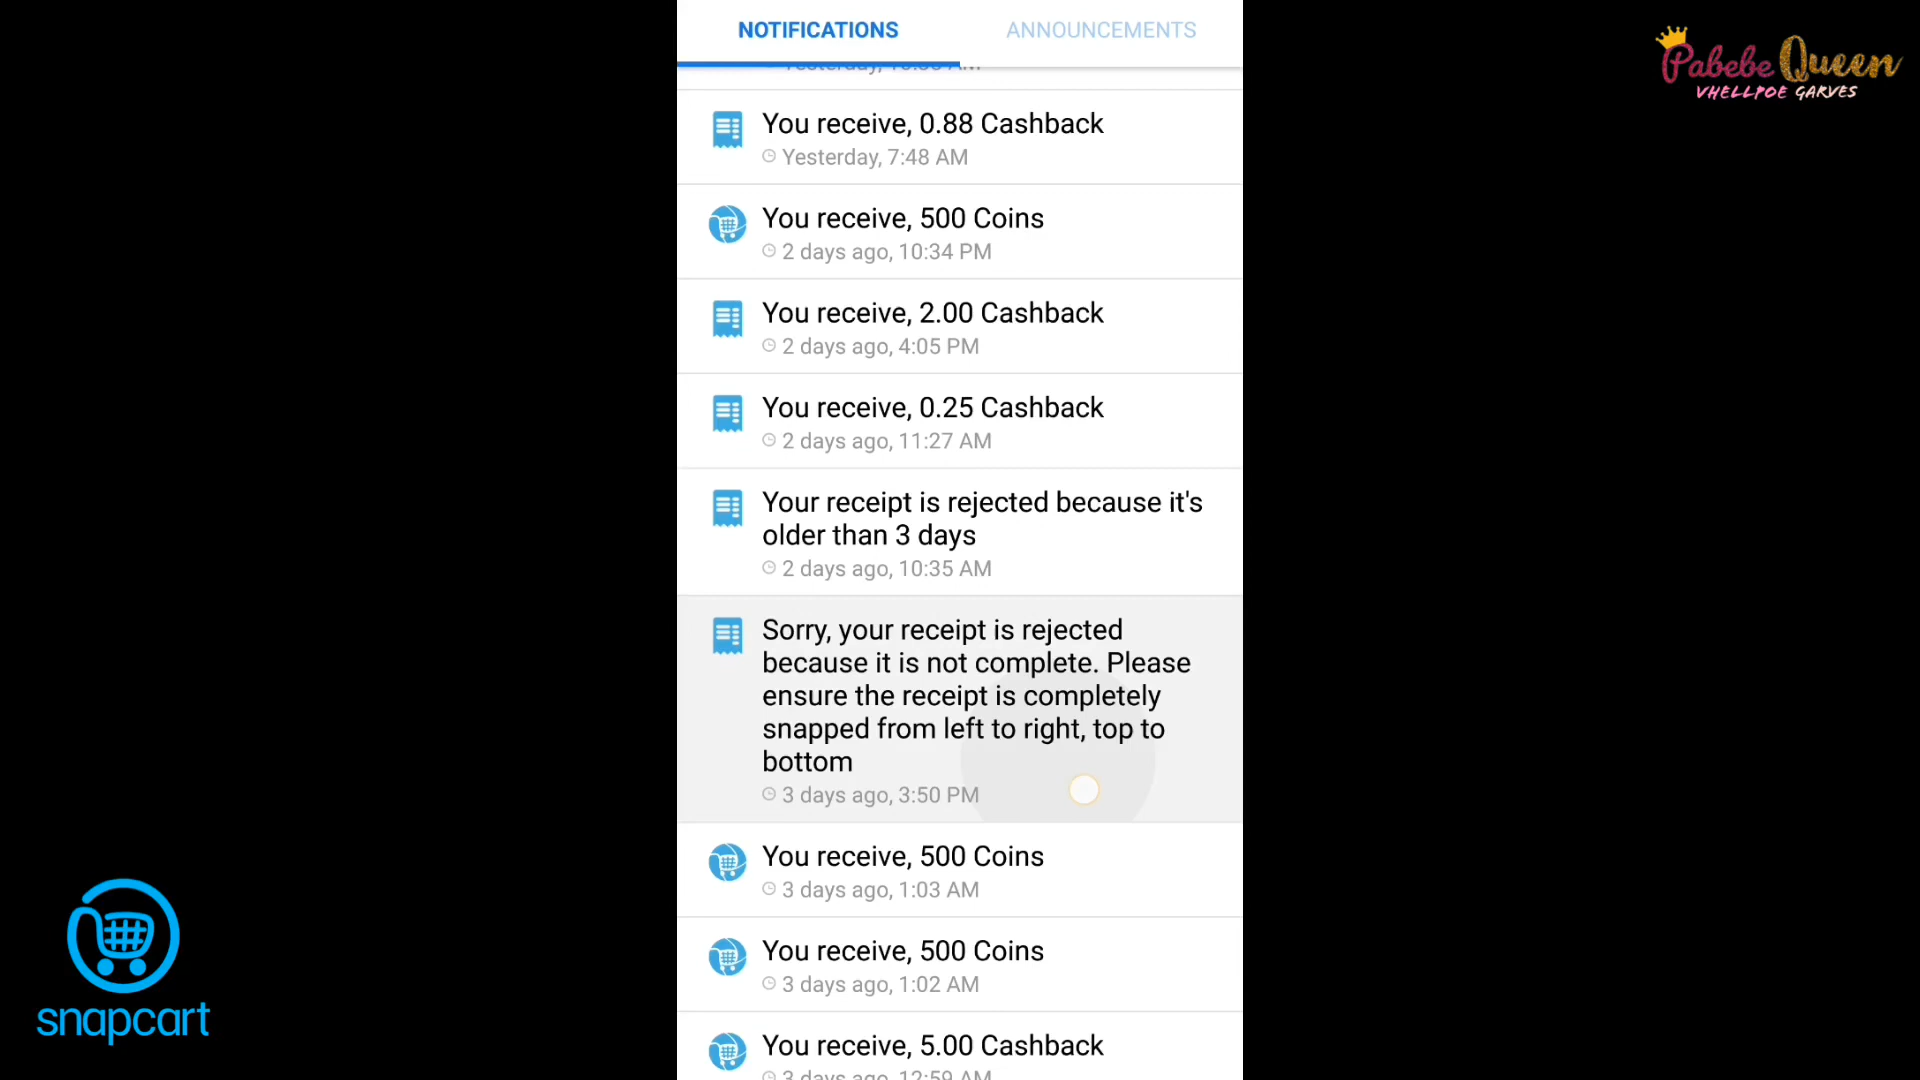 NOTIFICATIONS
ANNOUNCEMENTS
Pabebe Queen
VHELLPOE GARVES
You receive, 0.88 Cashback
Yesterday, 7:48 AM
You receive, 500 Coins
2 days ago, 10:34 PM
You receive, 2.00 Cashback
2 days ago, 4:05 PM
You receive, 0.25 Cashback
2 days ago, 11:27 AM
Your receipt is rejected because it's
older than 3 days
2 days ago, 10:35 AM
Sorry, your receipt is rejected
because it is not complete. Please
ensure the receipt is completely
snapped from left to right, top to
bottom
3 days ago, 3:50 PM
You receive, 500 Coins
3 days ago, 1:03 AM
You receive, 500 Coins
3 days ago, 1:02 AM
You receive, 5.00 Cashback
3 days ago, 12:59 AM
snapcart